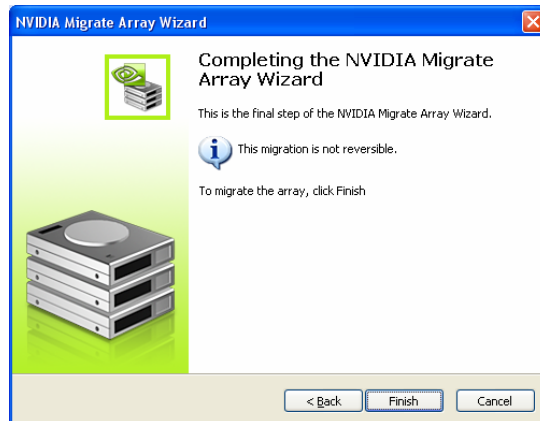 NVIDIA Migrate Array Wizard
Completing the NVIDIA Migrate
Array Wizard
This is the final step of the NVIDIA Migrate Array Wizard.
This migration is not reversible.
To migrate the array, click Finish
< Back
Finish
Cancel